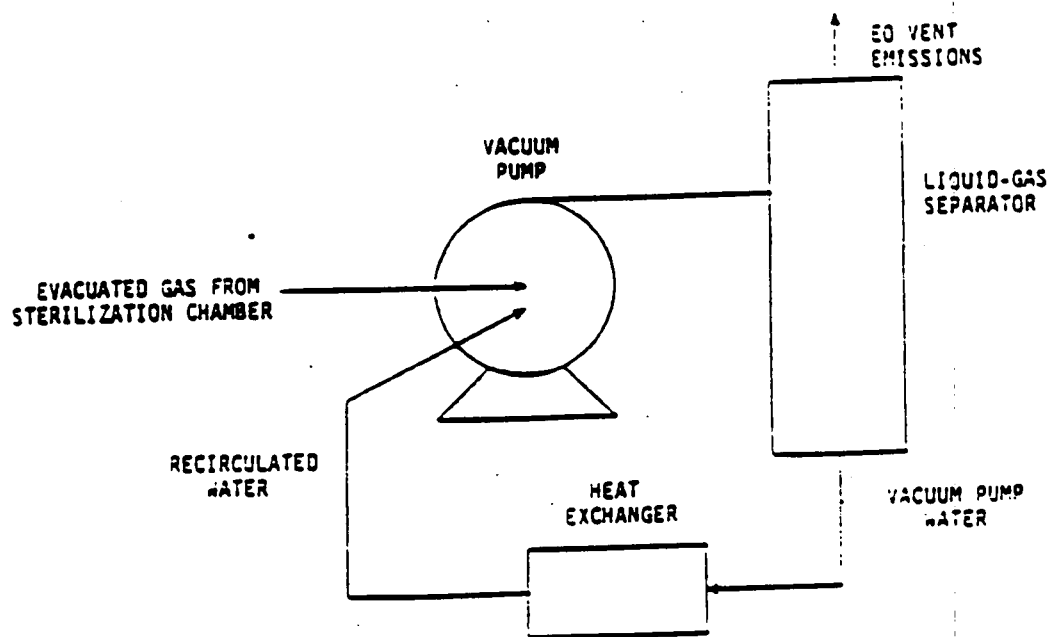 EO VENT
EMISSIONS
VACUUM
PUMP
LIQUID-GAS
SEPARATOR
EVACUATED GAS FROM
STERILIZATION CHAMBER
RECIRCULATED
WATER
HEAT
EXCHANGER
VACUUM PUMP
WATER